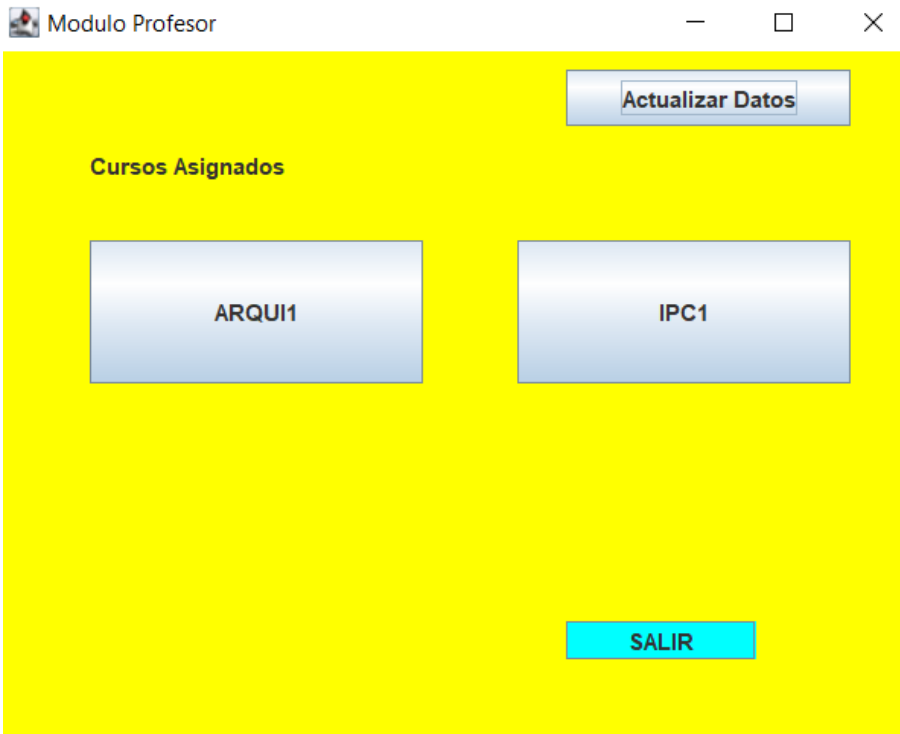 Modulo Profesor
Actualizar Datos
Cursos Asignados
ARQUI1
IPC1
SALIR